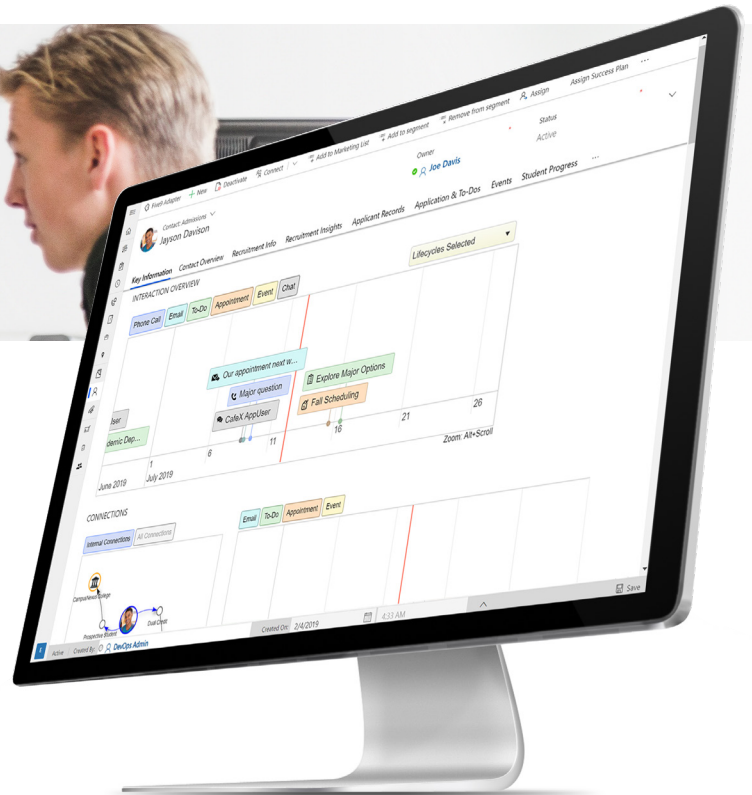 Five9 Adapter New Deactivate Connect Add to Marketing List Add to segment Remove from segment Assign Assign Success Plan ...
Contact: Admissions
Jayson Davison
Owner
Joe Davis
Status
Active
Key Information Contact Overview Recruitment Info Recruitment Insights Applicant Records Application & To-Dos Events Student Progress ...
INTERACTION OVERVIEW
Lifecycles Selected
Phone Call Email To-Do Appointment Event Chat
Our appointment next w...
Major question
CafeX AppUser
Explore Major Options
Fall Scheduling
User
demic Dep...
1 6 11 16 21 26
June 2019 July 2019
Zoom: Alt+Scroll
CONNECTIONS
Internal Connections All Connections
Email To-Do Appointment Event
Prospective Student
Dual Credit
Active Created By: DevOps Admin Created On: 2/4/2019 4:33 AM Save